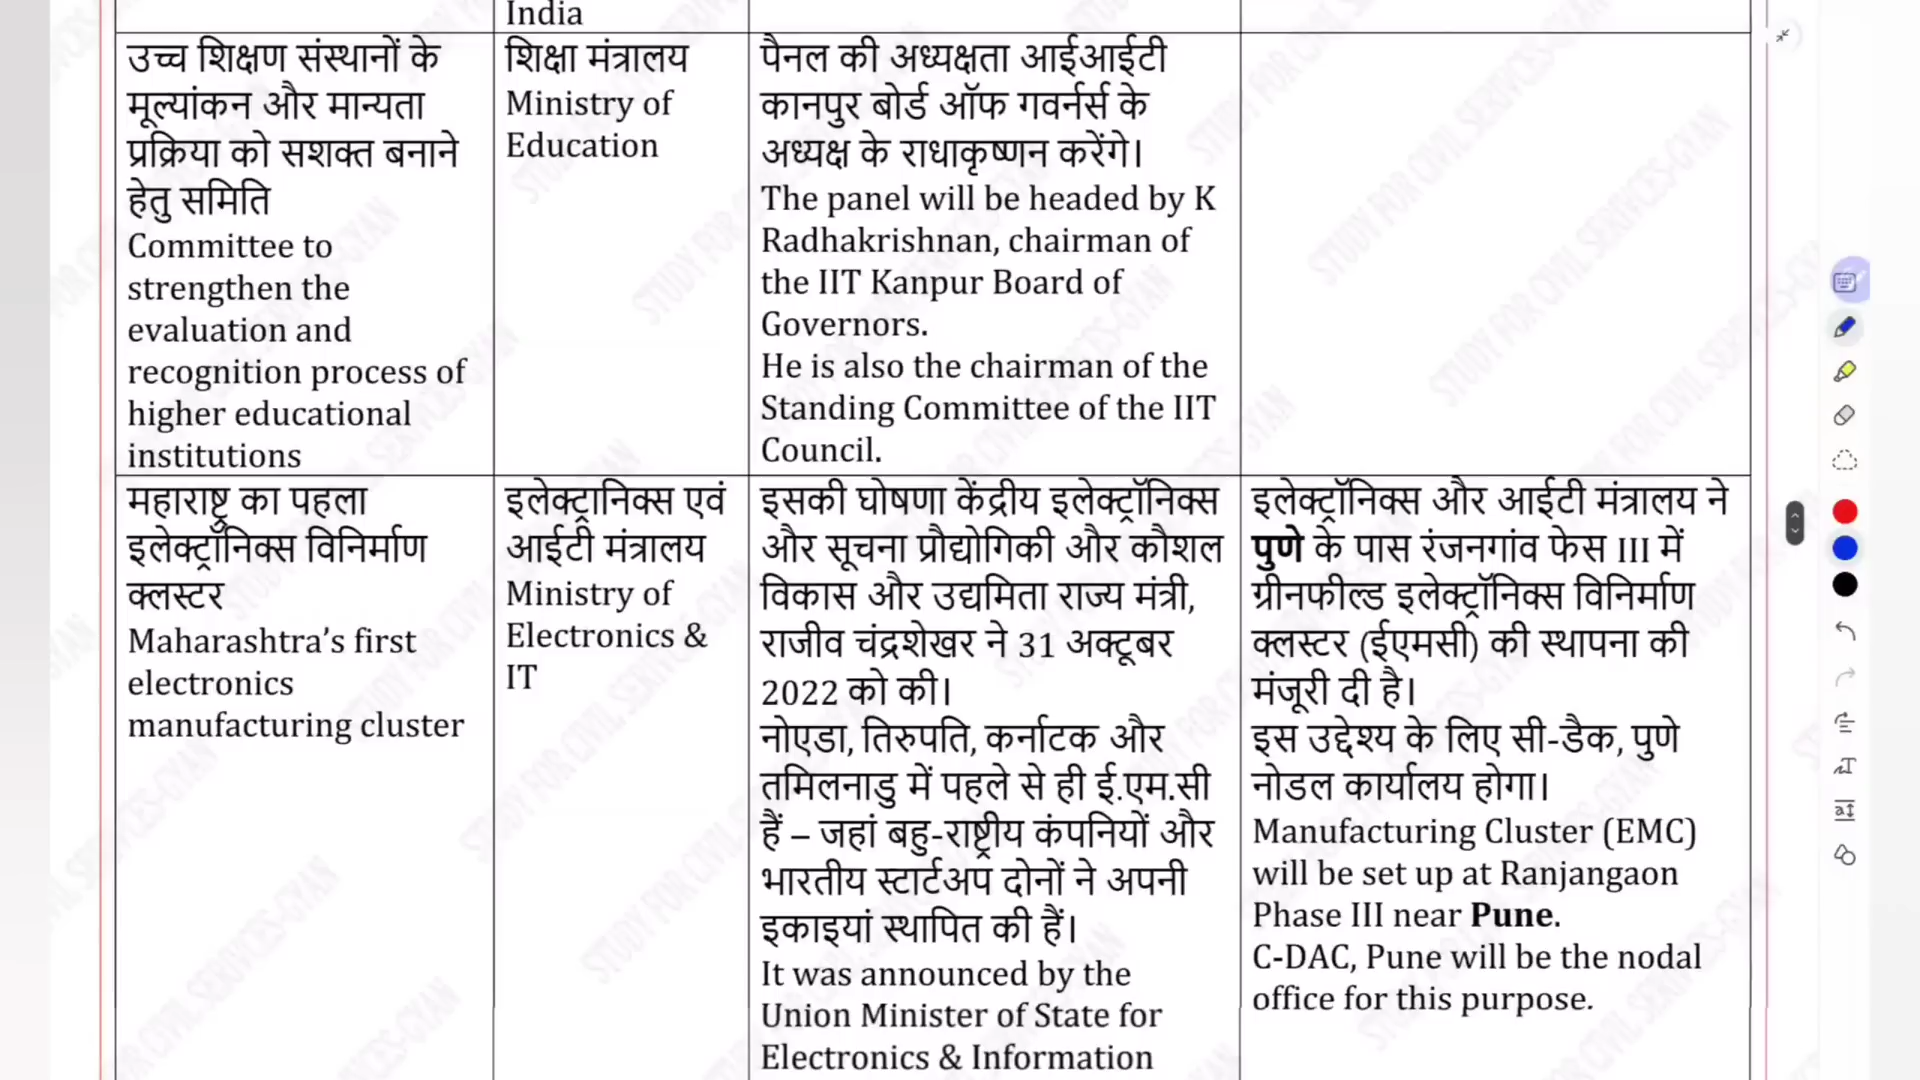 India
उच्च शिक्षण संस्थानों के
मूल्यांकन और मान्यता
प्रक्रिया को सशक्त बनाने
हेतु समिति
Committee to
strengthen the
evaluation and
recognition process of
higher educational
institutions
शिक्षा मंत्रालय
Ministry of
Education
पैनल की अध्यक्षता आईआईटी
कानपुर बोर्ड ऑफ गवर्नर्स के
अध्यक्ष के राधाकृष्णन करेंगे।
The panel will be headed by K
Radhakrishnan, chairman of
the IIT Kanpur Board of
Governors.
He is also the chairman of the
Standing Committee of the IIT
Council.
महाराष्ट्र का पहला
इलेक्ट्रॉनिक्स विनिर्माण
क्लस्टर
Maharashtra’s first
electronics
manufacturing cluster
इलेक्ट्रानिक्स एवं
आईटी मंत्रालय
Ministry of
Electronics &
IT
इसकी घोषणा केंद्रीय इलेक्ट्रॉनिक्स
और सूचना प्रौद्योगिकी और कौशल
विकास और उद्यमिता राज्य मंत्री,
राजीव चंद्रशेखर ने 31 अक्टूबर
2022 को की।
नोएडा, तिरुपति, कर्नाटक और
तमिलनाडु में पहले से ही ई.एम.सी
हैं – जहां बहु-राष्ट्रीय कंपनियों और
भारतीय स्टार्टअप दोनों ने अपनी
इकाइयां स्थापित की हैं।
It was announced by the
Union Minister of State for
Electronics & Information
इलेक्ट्रॉनिक्स और आईटी मंत्रालय ने
पुणे के पास रंजनगांव फेस III में
ग्रीनफील्ड इलेक्ट्रॉनिक्स विनिर्माण
क्लस्टर (ईएमसी) की स्थापना की
मंजूरी दी है।
इस उद्देश्य के लिए सी-डैक, पुणे
नोडल कार्यालय होगा।
Manufacturing Cluster (EMC)
will be set up at Ranjangaon
Phase III near Pune.
C-DAC, Pune will be the nodal
office for this purpose.
STUDY FOR CIVIL SERIVCES-GYAN